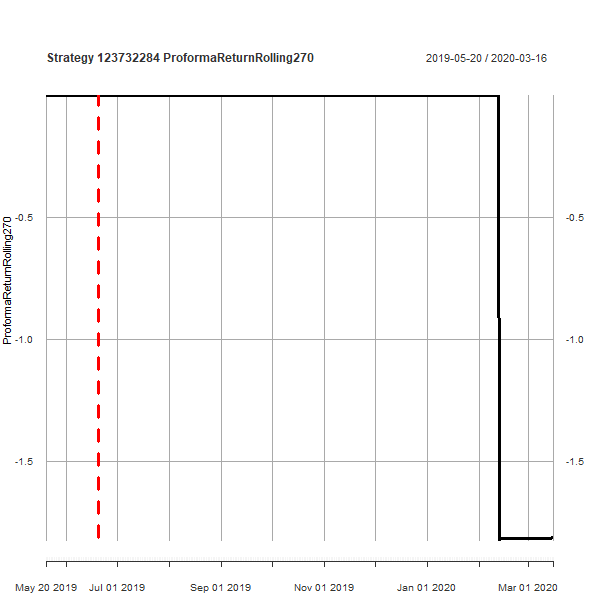 Strategy 123732284 ProformaReturnRolling270
2019-05-20 / 2020-03-16
ProformaReturnRolling270
-0.5 -0.5
-1.0 -1.0
-1.5 -1.5
May 20 2019 Jul 01 2019 Sep 01 2019 Nov 01 2019 Jan 01 2020 Mar 01 2020